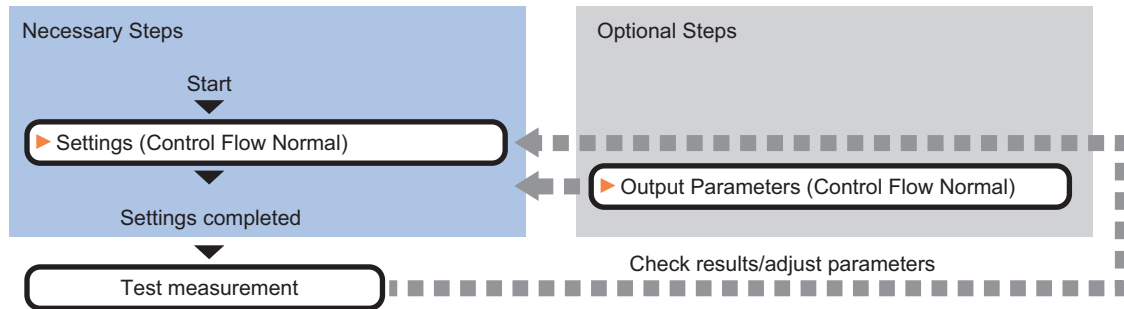 Necessary Steps
Optional Steps
Start
Settings (Control Flow Normal)
Output Parameters (Control Flow Normal)
Settings completed
Check results/adjust parameters
Test measurement